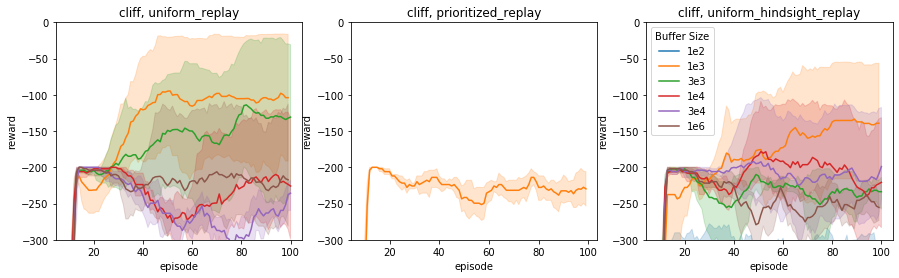 cliff, uniform_replay
0
−50
−100
−150
−200
−250
−300
reward
20
40
60
80
100
episode
cliff, prioritized_replay
0
−50
−100
−150
−200
−250
−300
reward
20
40
60
80
100
episode
cliff, uniform_hindsight_replay
0
−50
−100
−150
−200
−250
−300
reward
Buffer Size
1e2
1e3
3e3
1e4
3e4
1e6
20
40
60
80
100
episode